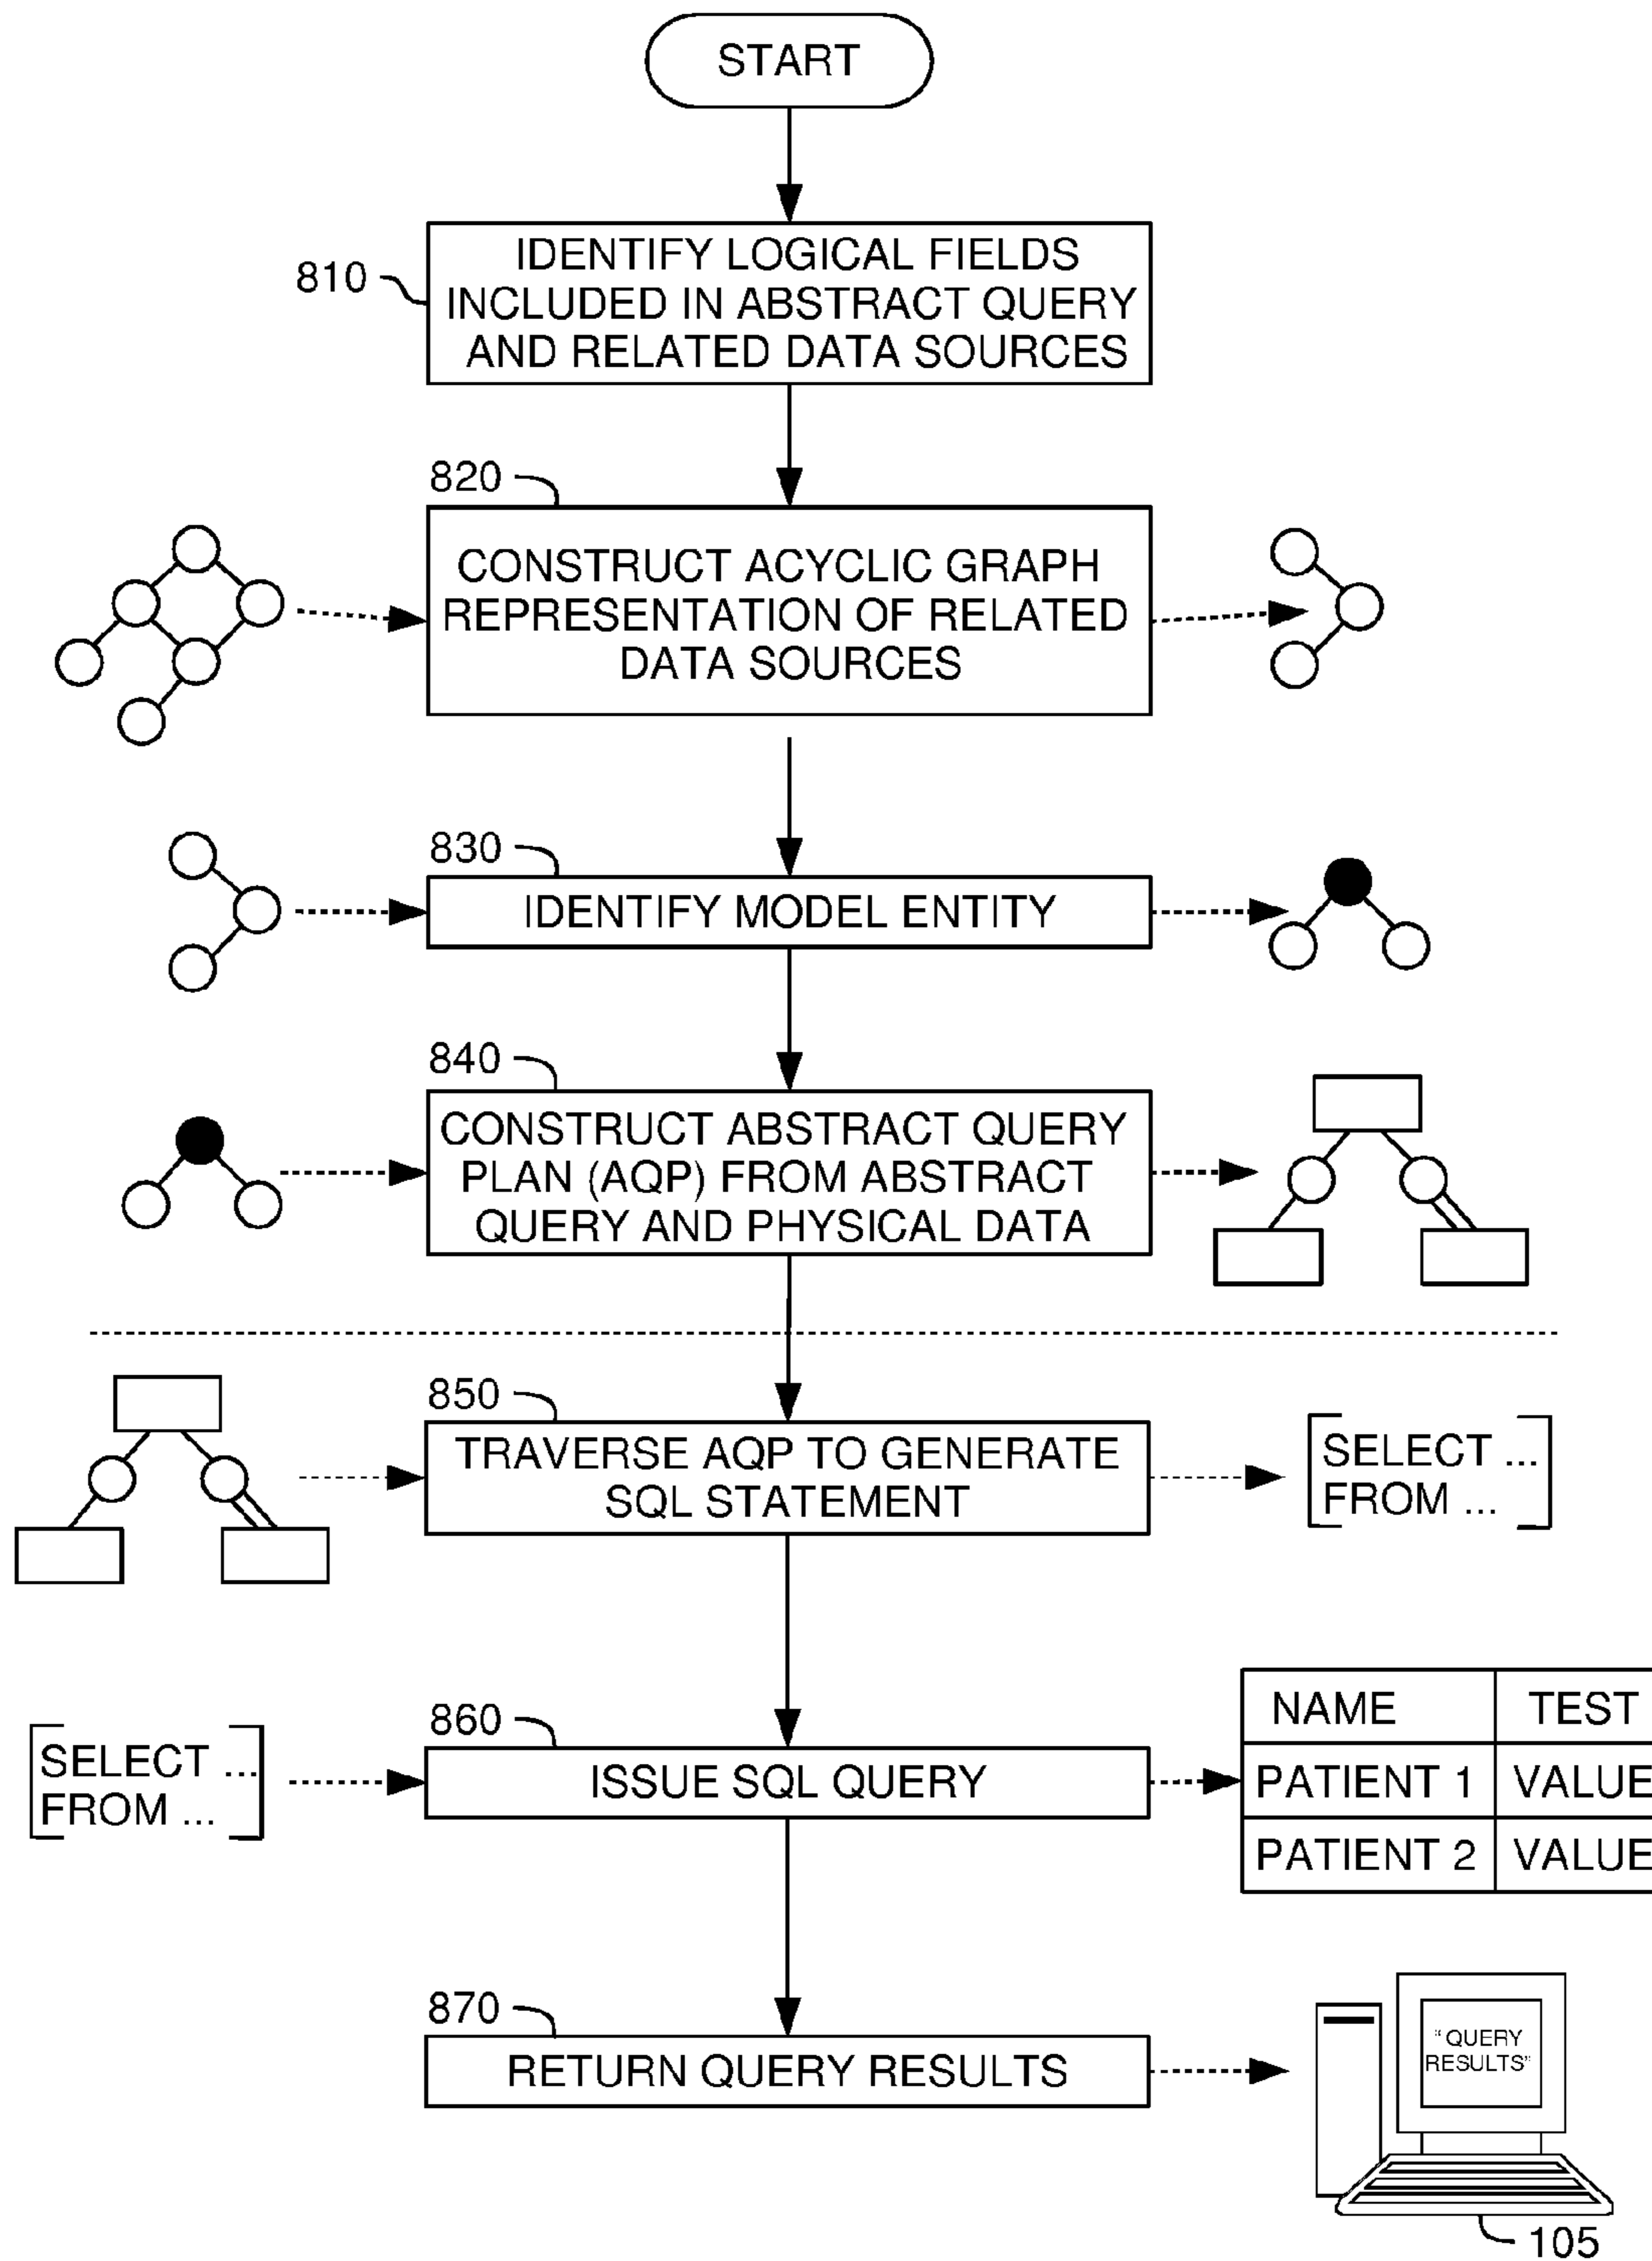 START
810
IDENTIFY LOGICAL FIELDS
INCLUDED IN ABSTRACT QUERY
AND RELATED DATA SOURCES
820
CONSTRUCT ACYCLIC GRAPH
REPRESENTATION OF RELATED
DATA SOURCES
830
IDENTIFY MODEL ENTITY
840
CONSTRUCT ABSTRACT QUERY
PLAN (AQP) FROM ABSTRACT
QUERY AND PHYSICAL DATA
850
TRAVERSE AQP TO GENERATE
SQL STATEMENT
SELECT ...
FROM ...
SELECT ...
FROM ...
860
ISSUE SQL QUERY
NAME TEST
PATIENT 1 VALUE
PATIENT 2 VALUE
870
RETURN QUERY RESULTS
"QUERY
RESULTS"
105